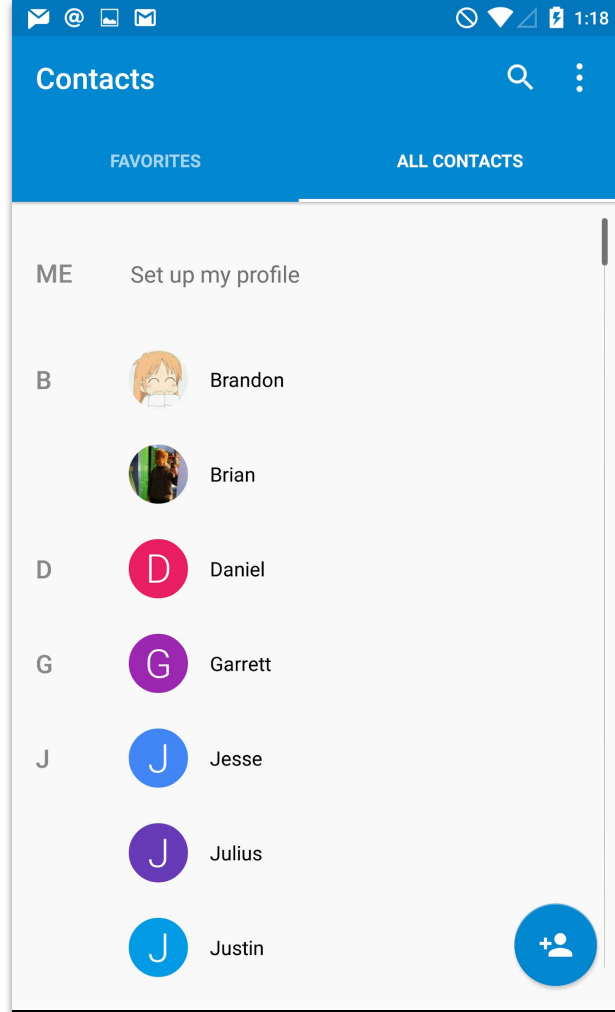 1:18
Contacts
FAVORITES
ALL CONTACTS
ME
Set up my profile
B
Brandon
Brian
D
D
Daniel
G
G
Garrett
J
J
Jesse
J
Julius
J
Justin